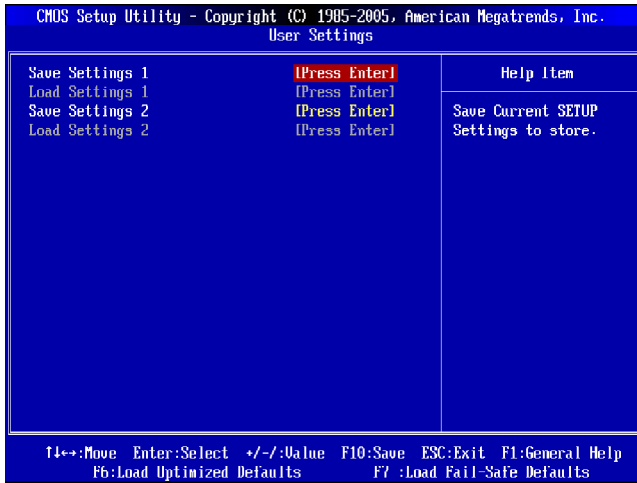 CMOS Setup Utility - Copyright (C) 1985-2005, American Megatrends, Inc.
User Settings
Save Settings 1 [Press Enter]
Load Settings 1 [Press Enter]
Save Settings 2 [Press Enter]
Load Settings 2 [Press Enter]
Help Item
Save Current SETUP
Settings to store.
↑↓←→:Move Enter:Select +/-/:Value F10:Save ESC:Exit F1:General Help
F6:Load Optimized Defaults F7 :Load Fail-Safe Defaults